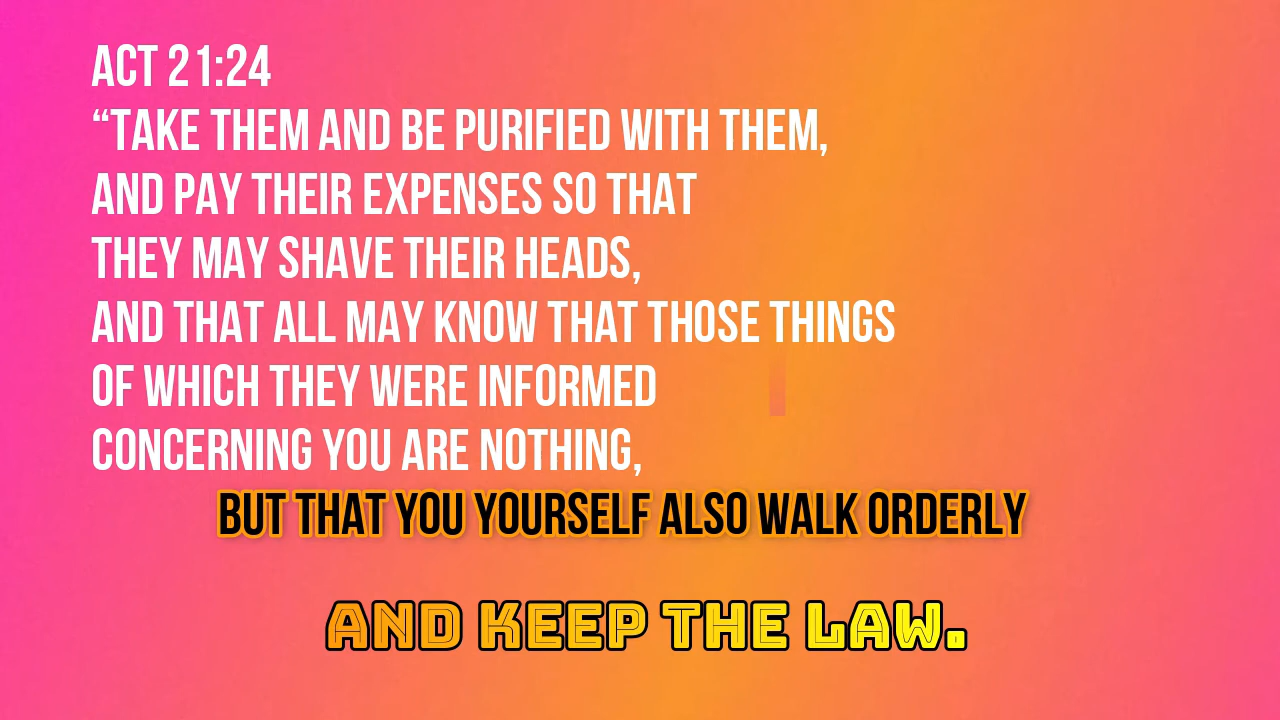 ACT 21:24
“TAKE THEM AND BE PURIFIED WITH THEM,
AND PAY THEIR EXPENSES SO THAT
THEY MAY SHAVE THEIR HEADS,
AND THAT ALL MAY KNOW THAT THOSE THINGS
OF WHICH THEY WERE INFORMED
CONCERNING YOU ARE NOTHING,
BUT THAT YOU YOURSELF ALSO WALK ORDERLY
AND KEEP THE LAW.